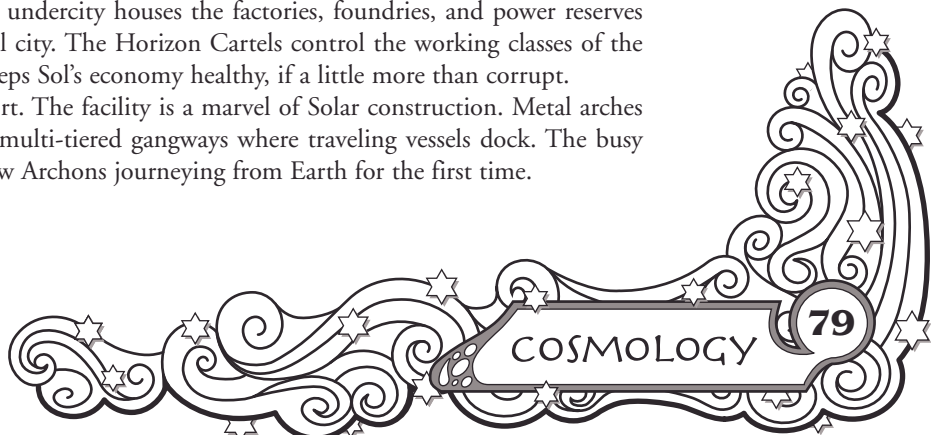 undercity houses the factories, foundries, and power reserves
city. The Horizon Cartels control the working classes of the
Sol's economy healthy, if a little more than corrupt.
The facility is a marvel of Solar construction. Metal arches
multi-tiered gangways where traveling vessels dock. The busy
Archons journeying from Earth for the first time.
COSMOLOGY
79